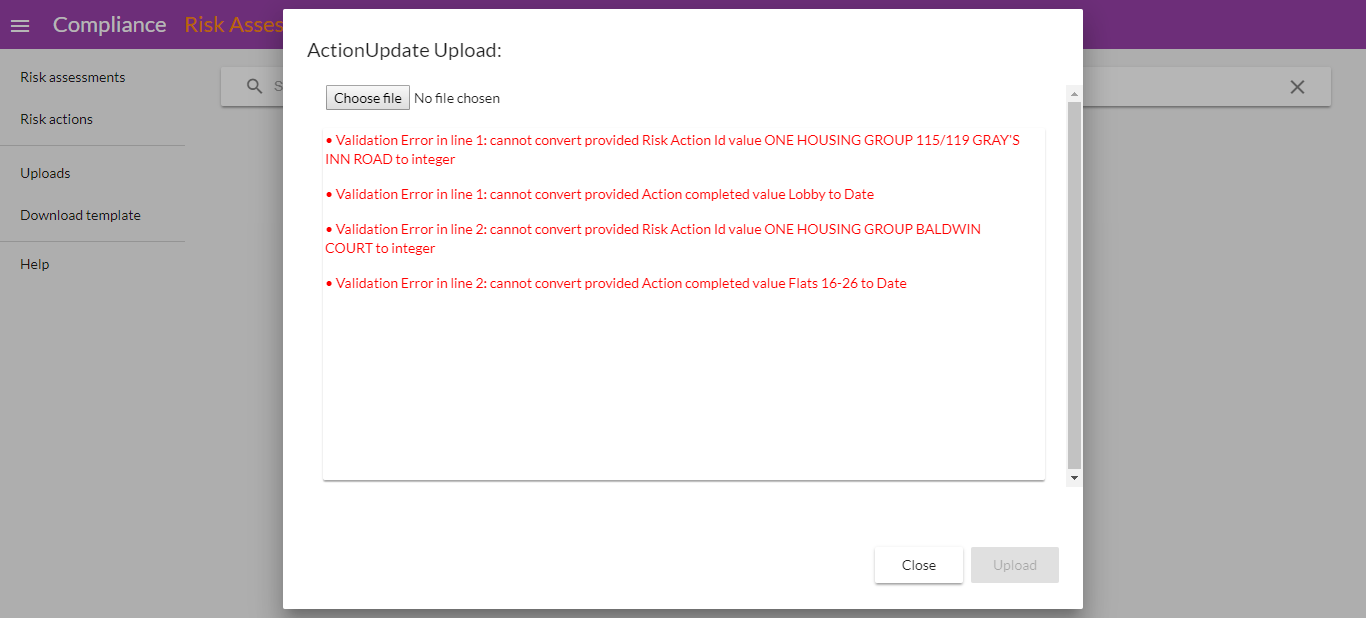 Compliance Risk Asses
ActionUpdate Upload:
Risk assessments
Risk actions
Uploads
Download template
Help
S
Choose file No file chosen
• Validation Error in line 1: cannot convert provided Risk Action Id value ONE HOUSING GROUP 115/119 GRAY'S
INN ROAD to integer
• Validation Error in line 1: cannot convert provided Action completed value Lobby to Date
• Validation Error in line 2: cannot convert provided Risk Action Id value ONE HOUSING GROUP BALDWIN
COURT to integer
• Validation Error in line 2: cannot convert provided Action completed value Flats 16-26 to Date
Close Upload